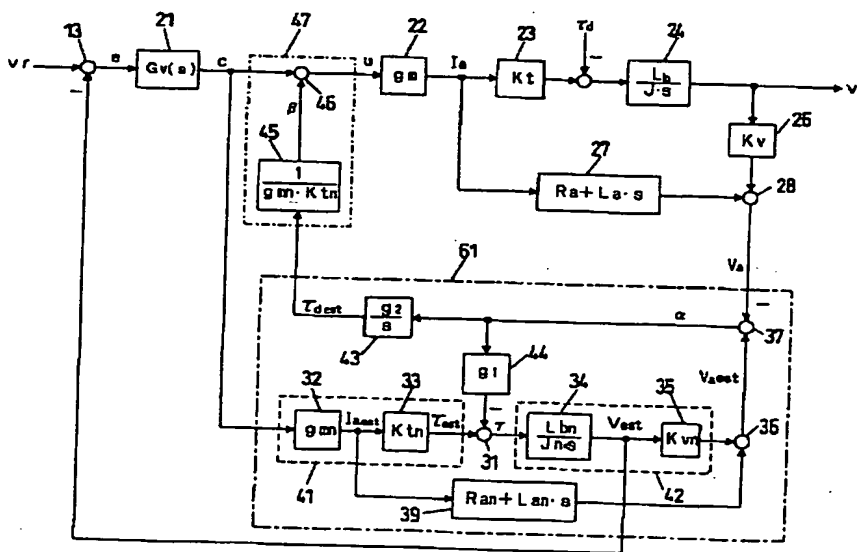 47
22
23
τd
24
13
21
vr
e
Gv(s)
c
u
gm
Ia
Kt
−
Lb
J·s
v
−
46
β
26
45
27
Kv
1
gmn·Ktn
Ra+La·s
28
61
Va
τdest
g2
s
α
−
37
43
44
g1
Vaest
32
33
34
35
Iaest
τest
−
τ
Vest
gmn
Ktn
Lbn
Jn·s
Kvn
36
31
41
Ran+Lan·s
42
39